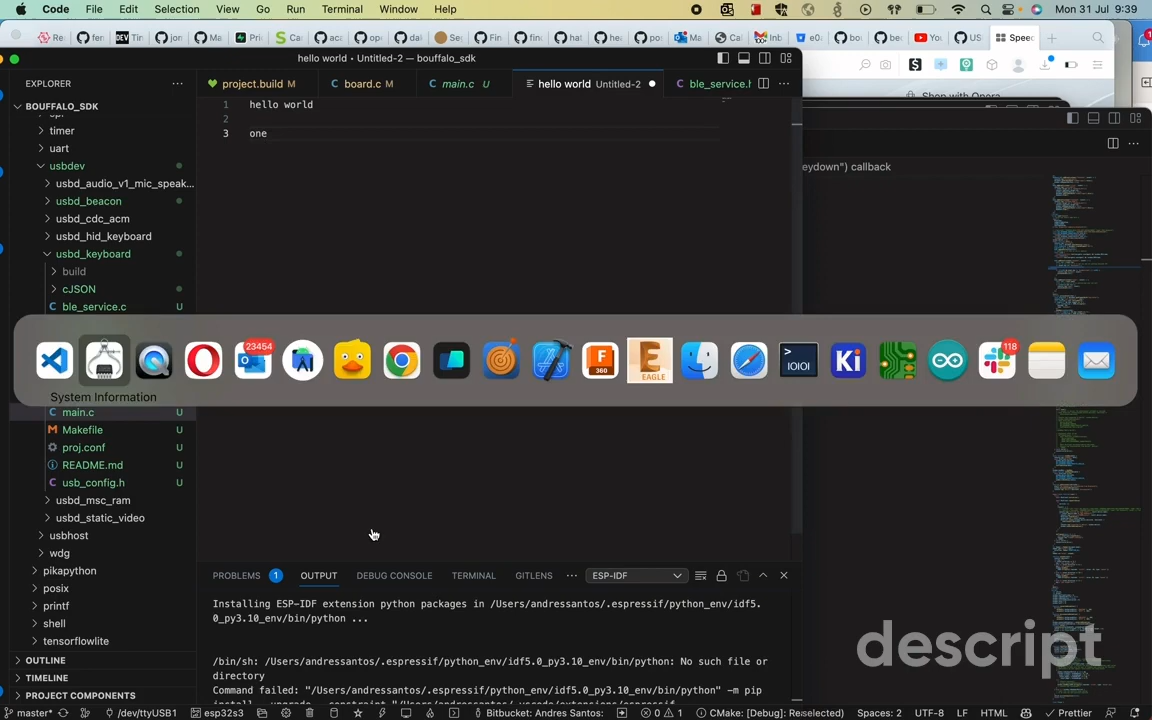 Code File Edit Selection View Go Run Terminal Window Help Mon 31 Jul 9:39
hello world • Untitled-2 — bouffalo_sdk
Shop with Opera
EXPLORER
project.build M
board.c M
main.c U
hello world Untitled-2
ble_service.h
BOUFFALO_SDK
timer
uart
usbdev
usbd_audio_v1_mic_speak...
usbd_beacon
usbd_cdc_acm
usbd_hid_keyboard
usbd_keyboard
build
cJSON
ble_service.c U
1 hello world
2
3 one
eydown") callback
23454
118
System Information
main.c U
Makefile U
proj.conf U
README.md U
usb_config.h U
usbd_msc_ram
usbd_static_video
usbhost
wdg
pikapython
posix
printf
shell
tensorflowlite
OUTLINE
TIMELINE
PROJECT COMPONENTS
PROBLEMS 1 OUTPUT DEBUG CONSOLE TERMINAL GITLENS ESP-IDF
Installing ESP-IDF extension python packages in /Users/andressantos/.espressif/python_env/idf5.
0_py3.10_env/bin/python ...
/bin/sh: /Users/andressantos/.espressif/python_env/idf5.0_py3.10_env/bin/python: No such file or
directory
Command failed: "/Users/andressantos/.espressif/python_env/idf5.0_py3.10_env/bin/python" -m pip
descript
master* /dev/ttyUSB1 esp32s3 Bitbucket: Andres Santos: 0 1 CMake: [Debug]: Reselected) Spaces: 2 UTF-8 LF HTML Prettier